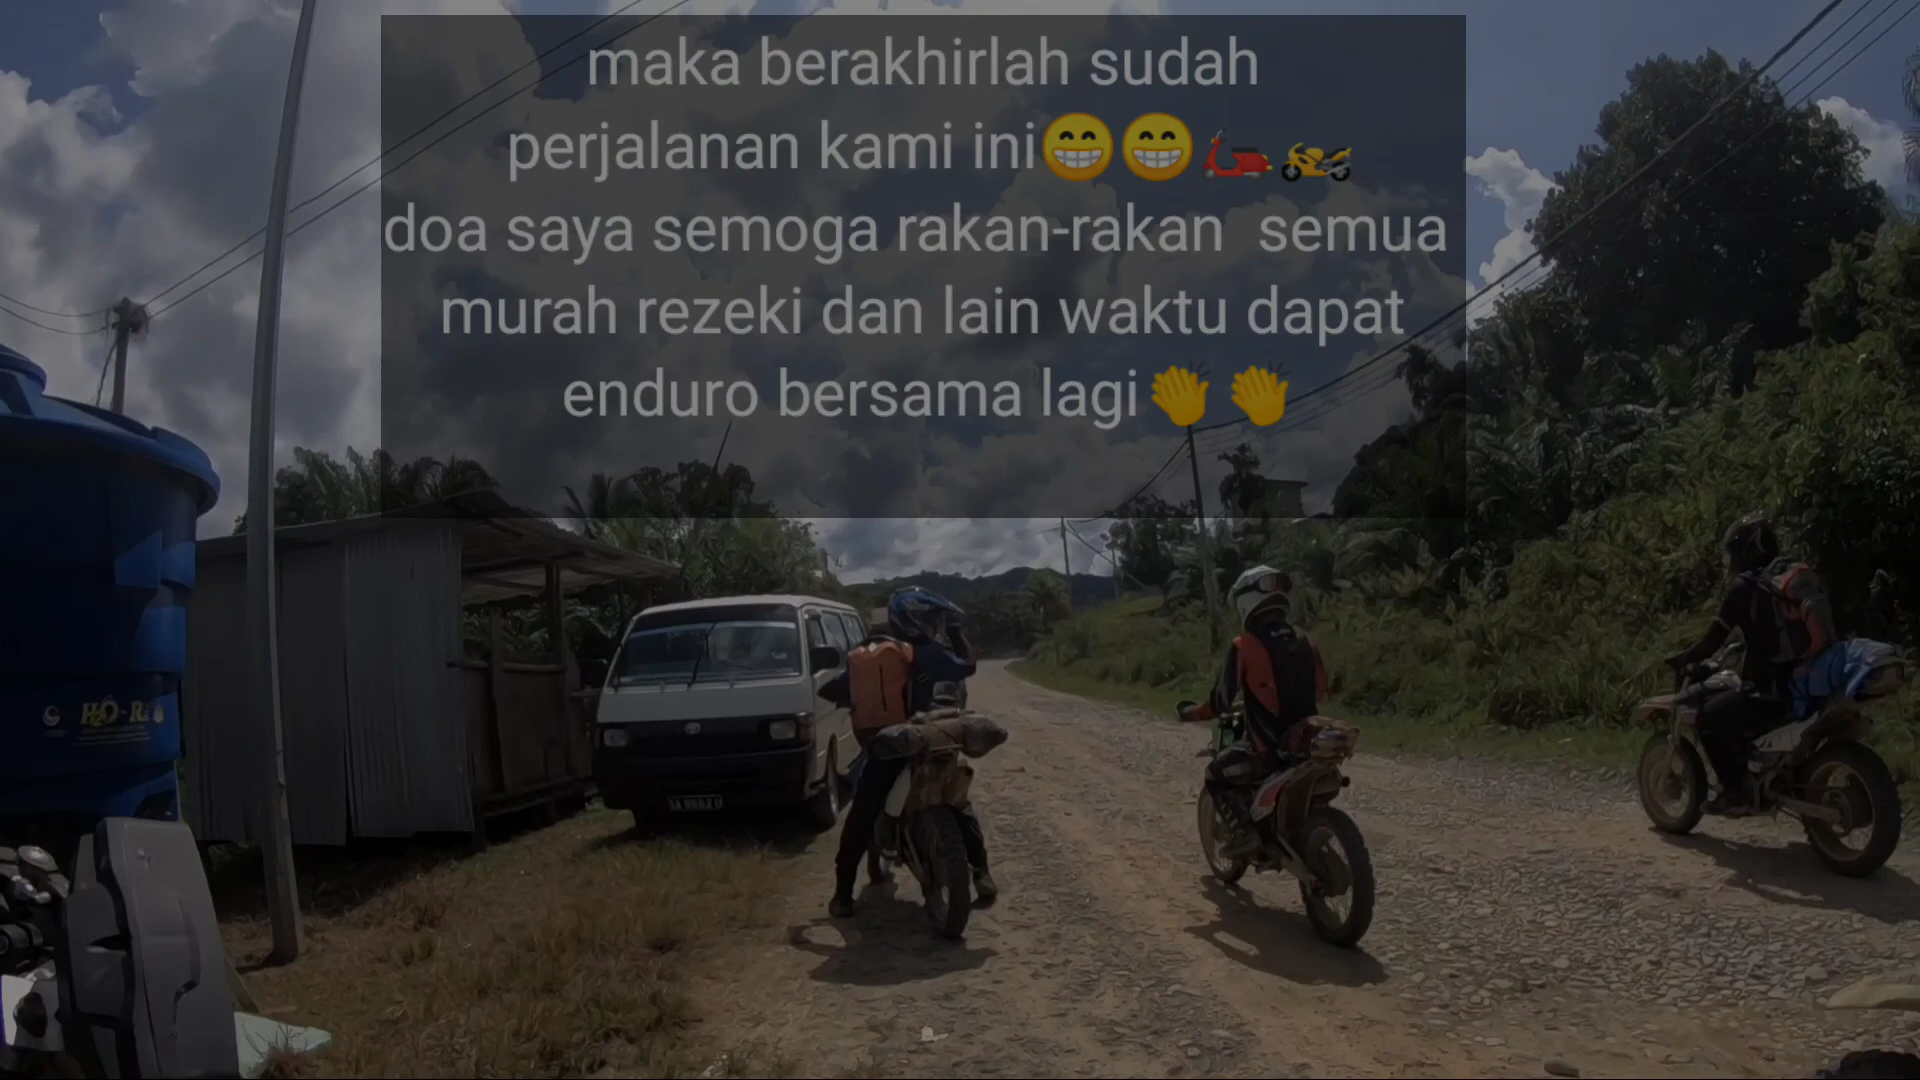 maka berakhirlah sudah
perjalanan kami ini😁😁🛵🏍️
doa saya semoga rakan-rakan  semua
murah rezeki dan lain waktu dapat
enduro bersama lagi👏👏